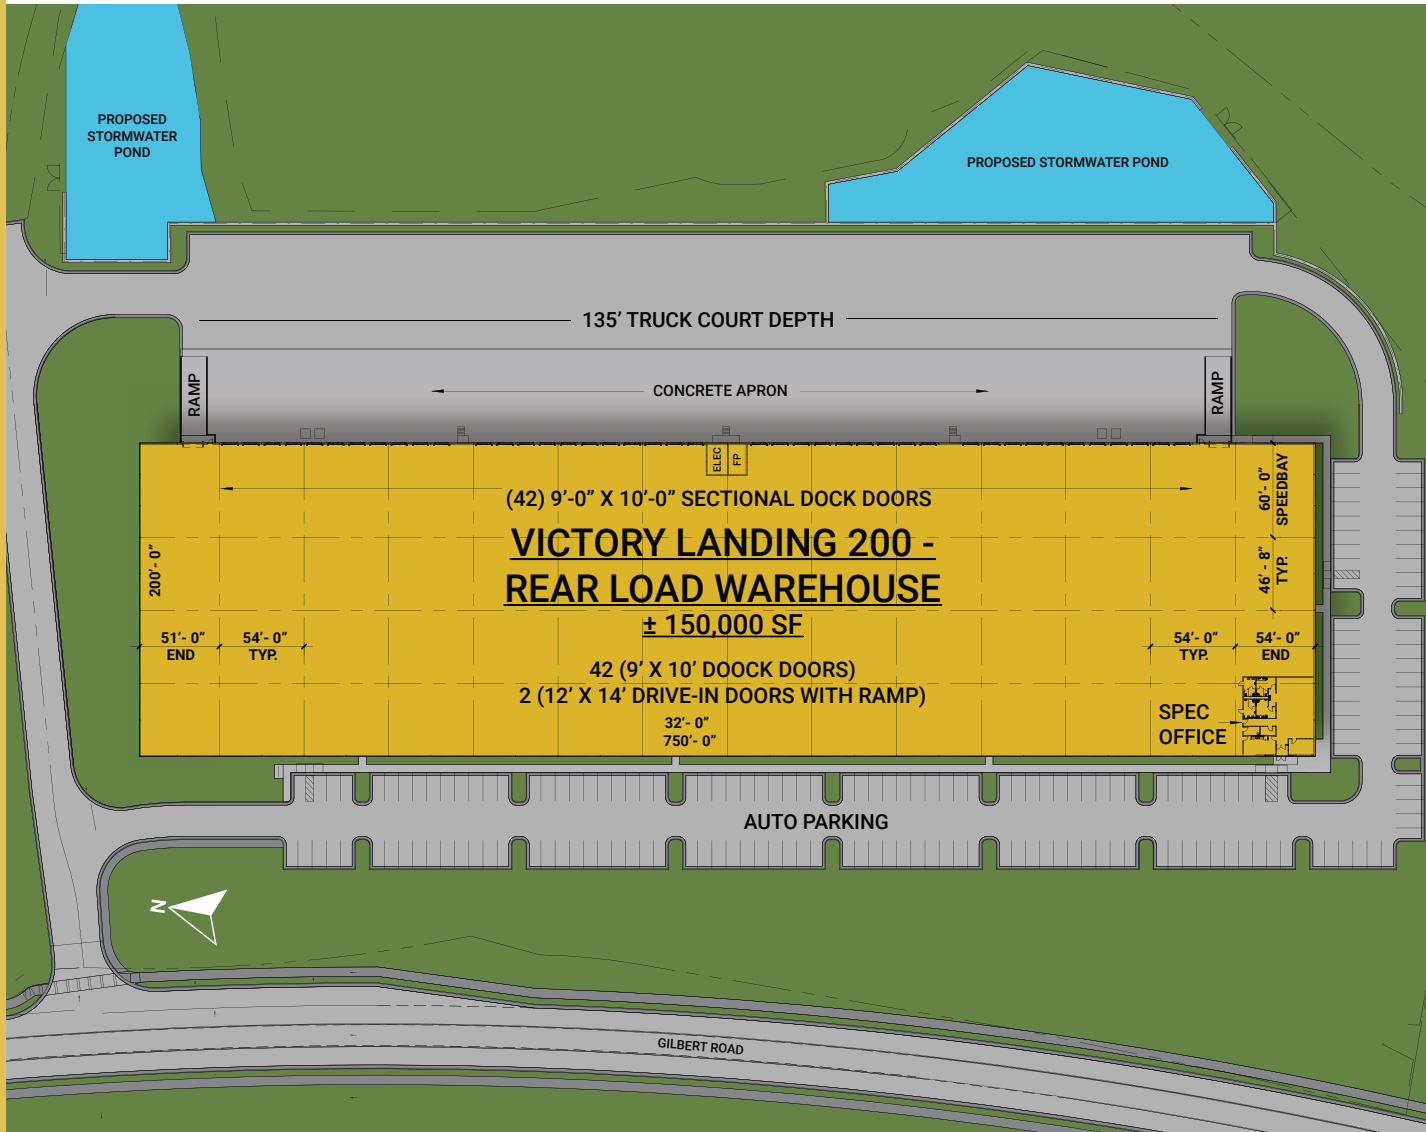 PROPOSED
STORMWATER
POND
PROPOSED STORMWATER POND
135’ TRUCK COURT DEPTH
CONCRETE APRON
RAMP
RAMP
ELEC
FP
(42) 9’-0” X 10’-0” SECTIONAL DOCK DOORS
60’- 0”
SPEEDBAY
VICTORY LANDING 200 -
REAR LOAD WAREHOUSE
± 150,000 SF
200’- 0”
46’ - 8”
TYP.
51’- 0”
END
54’- 0”
TYP.
54’- 0”
TYP.
54’- 0”
END
42 (9’ X 10’ DOOCK DOORS)
2 (12’ X 14’ DRIVE-IN DOORS WITH RAMP)
32’- 0”
750’- 0”
SPEC
OFFICE
AUTO PARKING
N
GILBERT ROAD